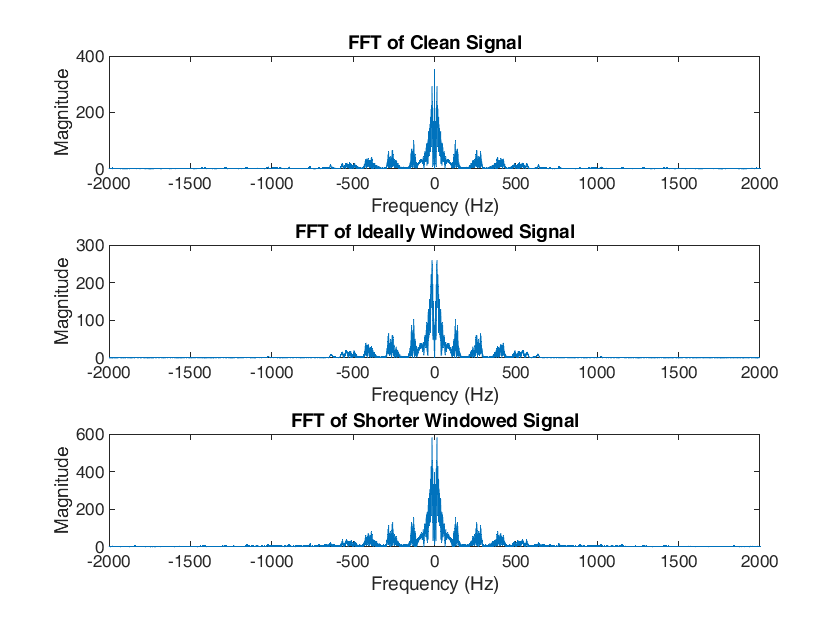 FFT of Clean Signal
400
200
0
Magnitude
-2000 -1500 -1000 -500 0 500 1000 1500 2000
Frequency (Hz)
FFT of Ideally Windowed Signal
300
200
100
0
Magnitude
-2000 -1500 -1000 -500 0 500 1000 1500 2000
Frequency (Hz)
FFT of Shorter Windowed Signal
600
400
200
0
Magnitude
-2000 -1500 -1000 -500 0 500 1000 1500 2000
Frequency (Hz)